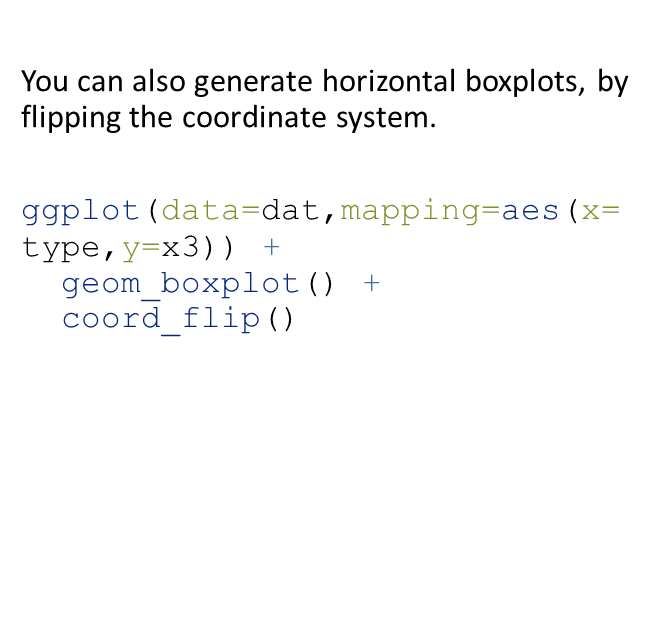 You can also generate horizontal boxplots, by
flipping the coordinate system.
ggplot(data=dat,mapping=aes(x=
type,y=x3)) +
  geom_boxplot() +
  coord_flip()